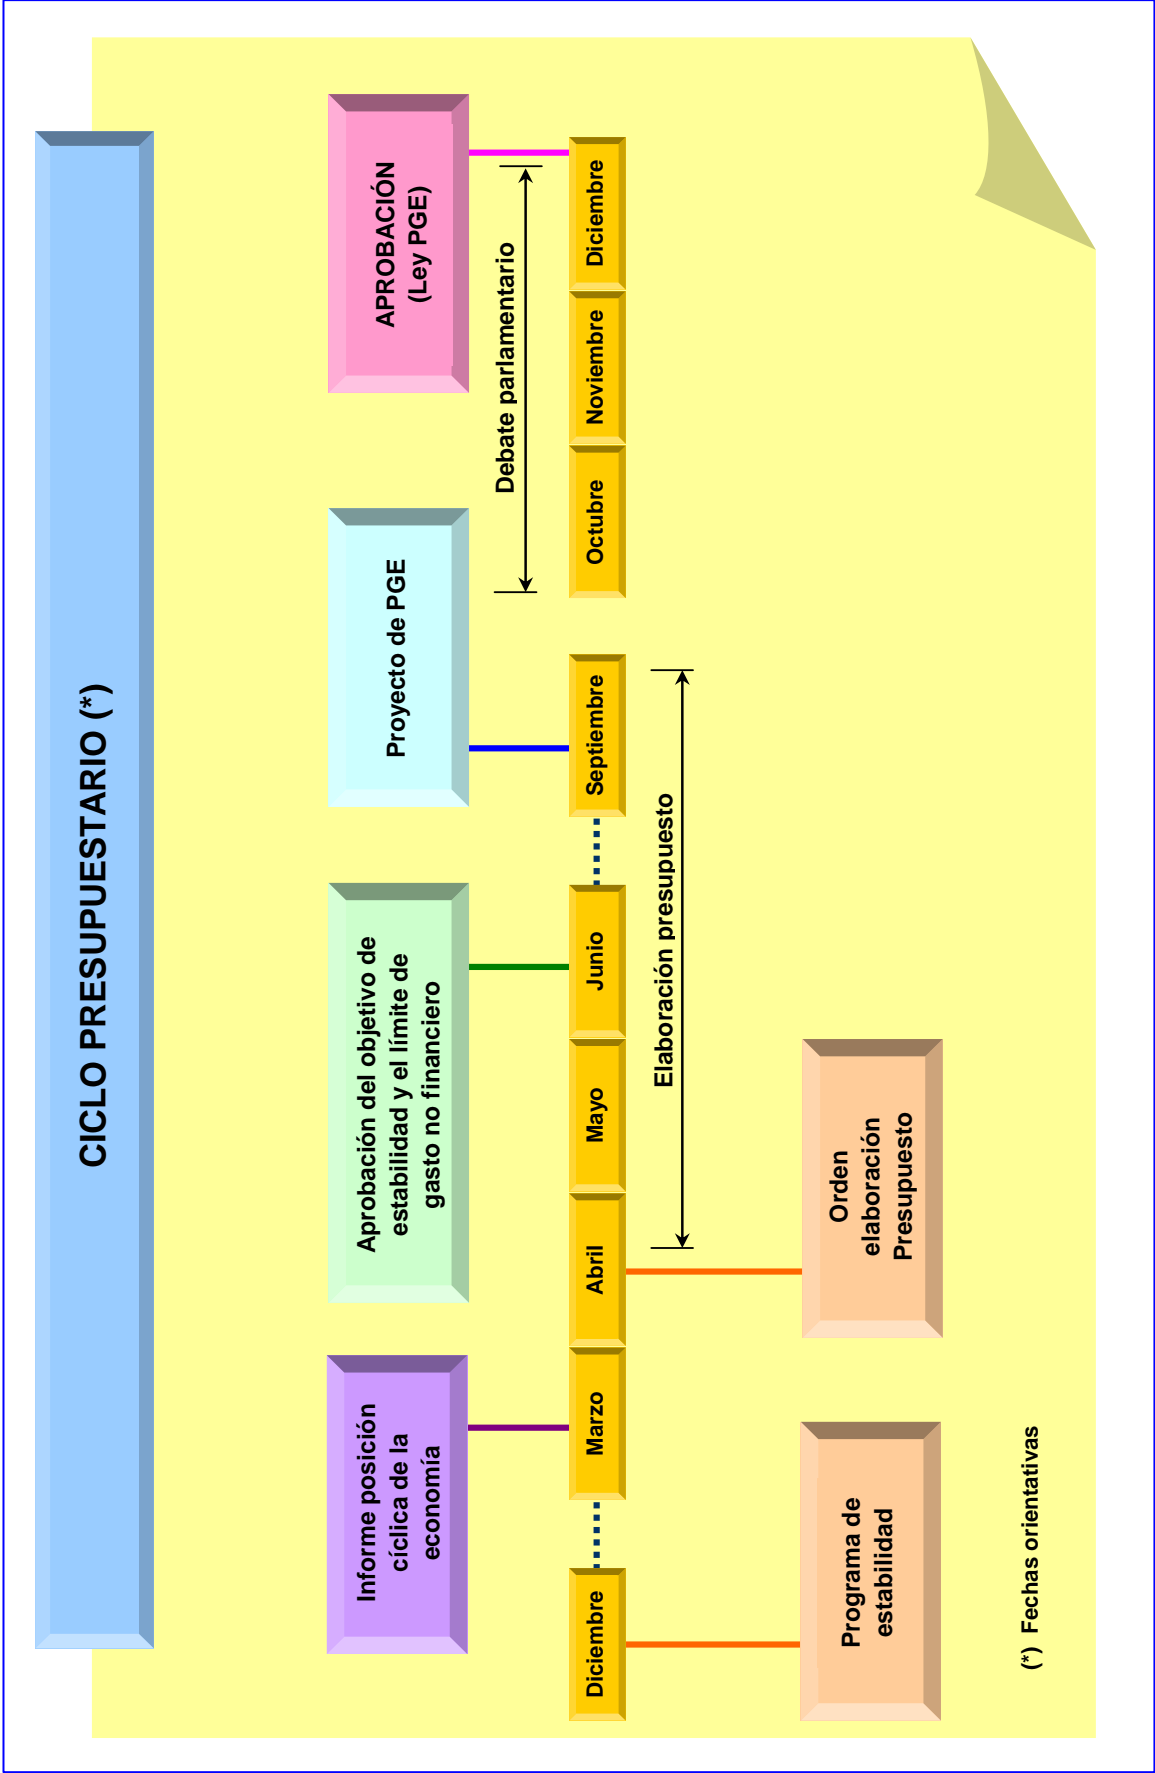 CICLO PRESUPUESTARIO (*)
Informe posición
cíclica de la
economía
Aprobación del objetivo de
estabilidad y el límite de
gasto no financiero
Proyecto de PGE
APROBACIÓN
(Ley PGE)
Debate parlamentario
Diciembre
Marzo
Abril
Mayo
Junio
Septiembre
Octubre
Noviembre
Diciembre
Elaboración presupuesto
Programa de
estabilidad
Orden
elaboración
Presupuesto
(*) Fechas orientativas